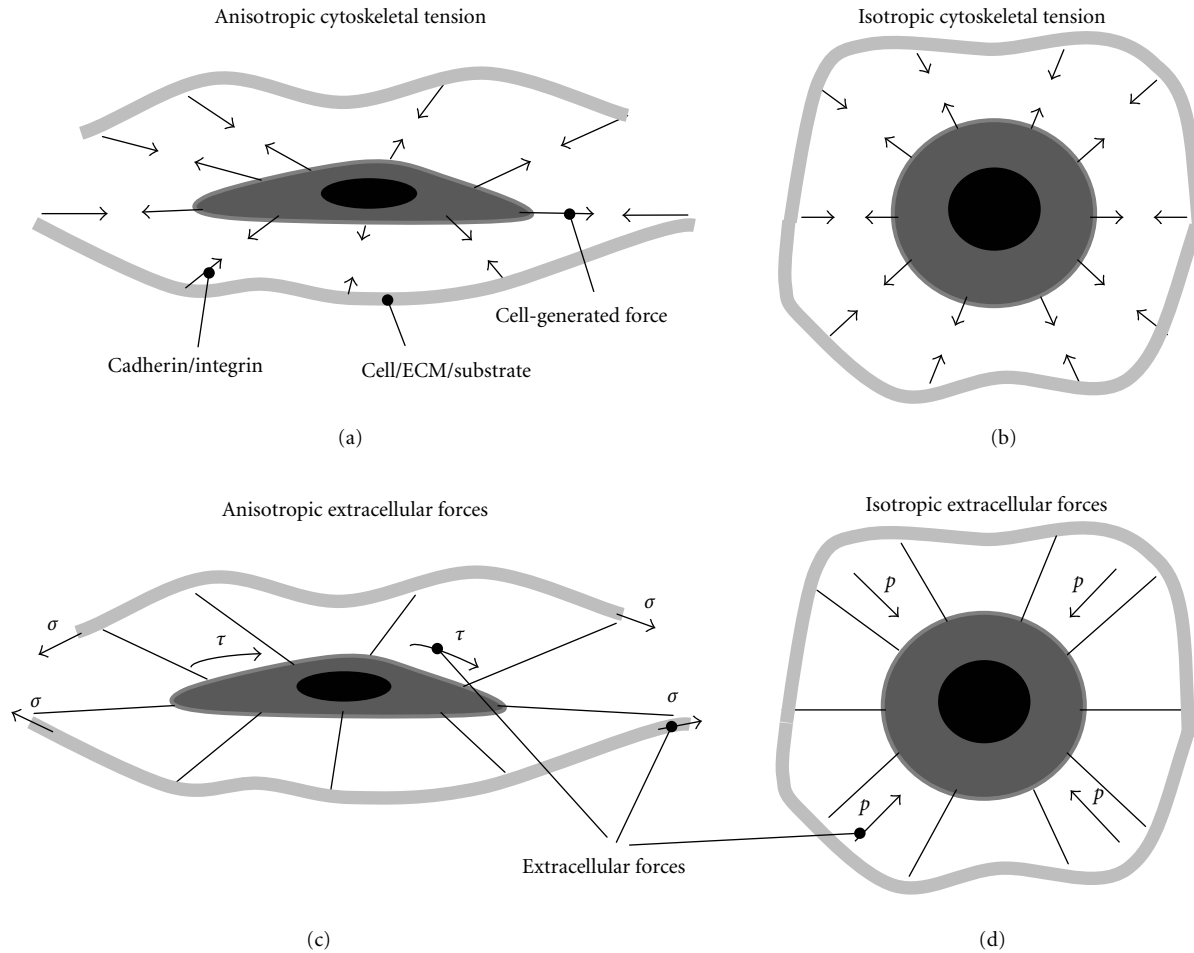 Anisotropic cytoskeletal tension
Isotropic cytoskeletal tension
Cell-generated force
Cadherin/integrin
Cell/ECM/substrate
(a)
(b)
Anisotropic extracellular forces
Isotropic extracellular forces
σ
τ
τ
σ
σ
σ
p
p
p
p
Extracellular forces
(c)
(d)